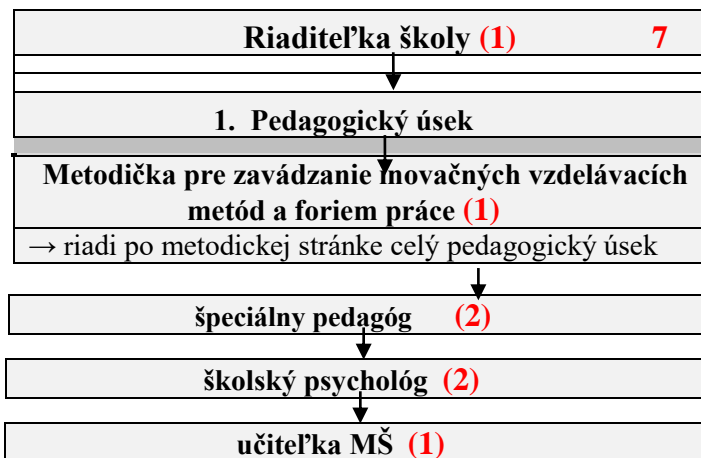 Riaditeľka školy (1) 7
1. Pedagogický úsek
Metodička pre zavádzanie inovačných vzdelávacích
metód a foriem práce (1)
→ riadi po metodickej stránke celý pedagogický úsek
špeciálny pedagóg (2)
školský psychológ (2)
učiteľka MŠ (1)